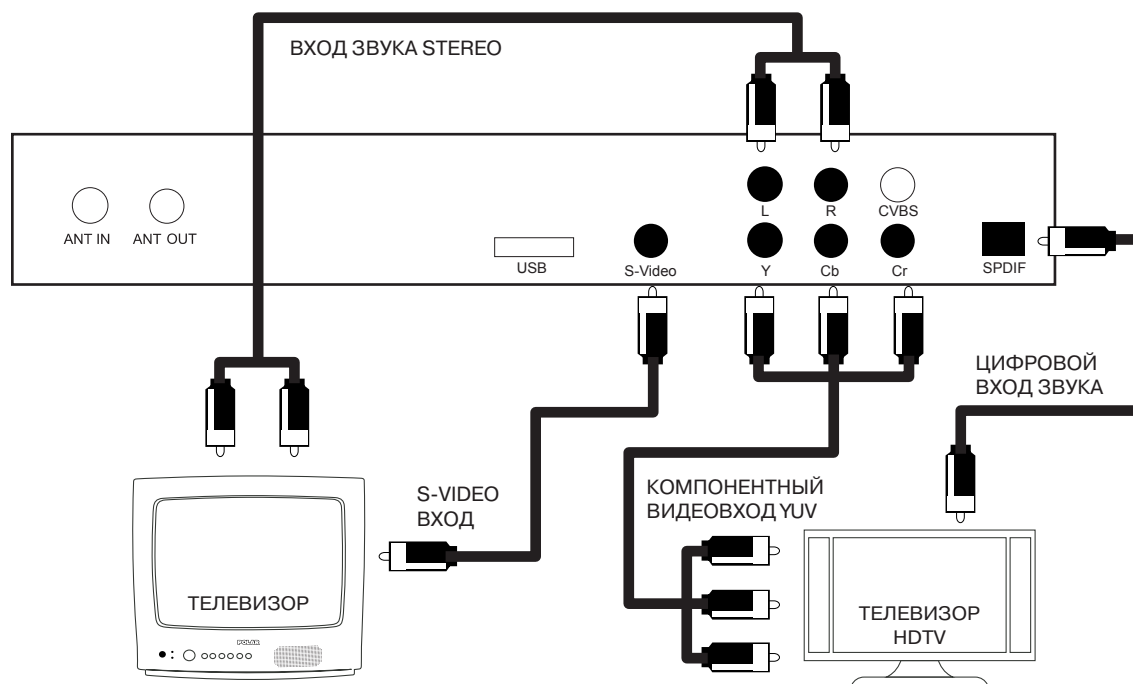 ВХОД ЗВУКА STEREO
L
R
CVBS
ANT IN
ANT OUT
USB
S-Video
Y
Cb
Cr
SPDIF
ЦИФРОВОЙ
ВХОД ЗВУКА
S-VIDEO
ВХОД
КОМПОНЕНТНЫЙ
ВИДЕОВХОД YUV
ТЕЛЕВИЗОР
POLAR
ТЕЛЕВИЗОР
HDTV